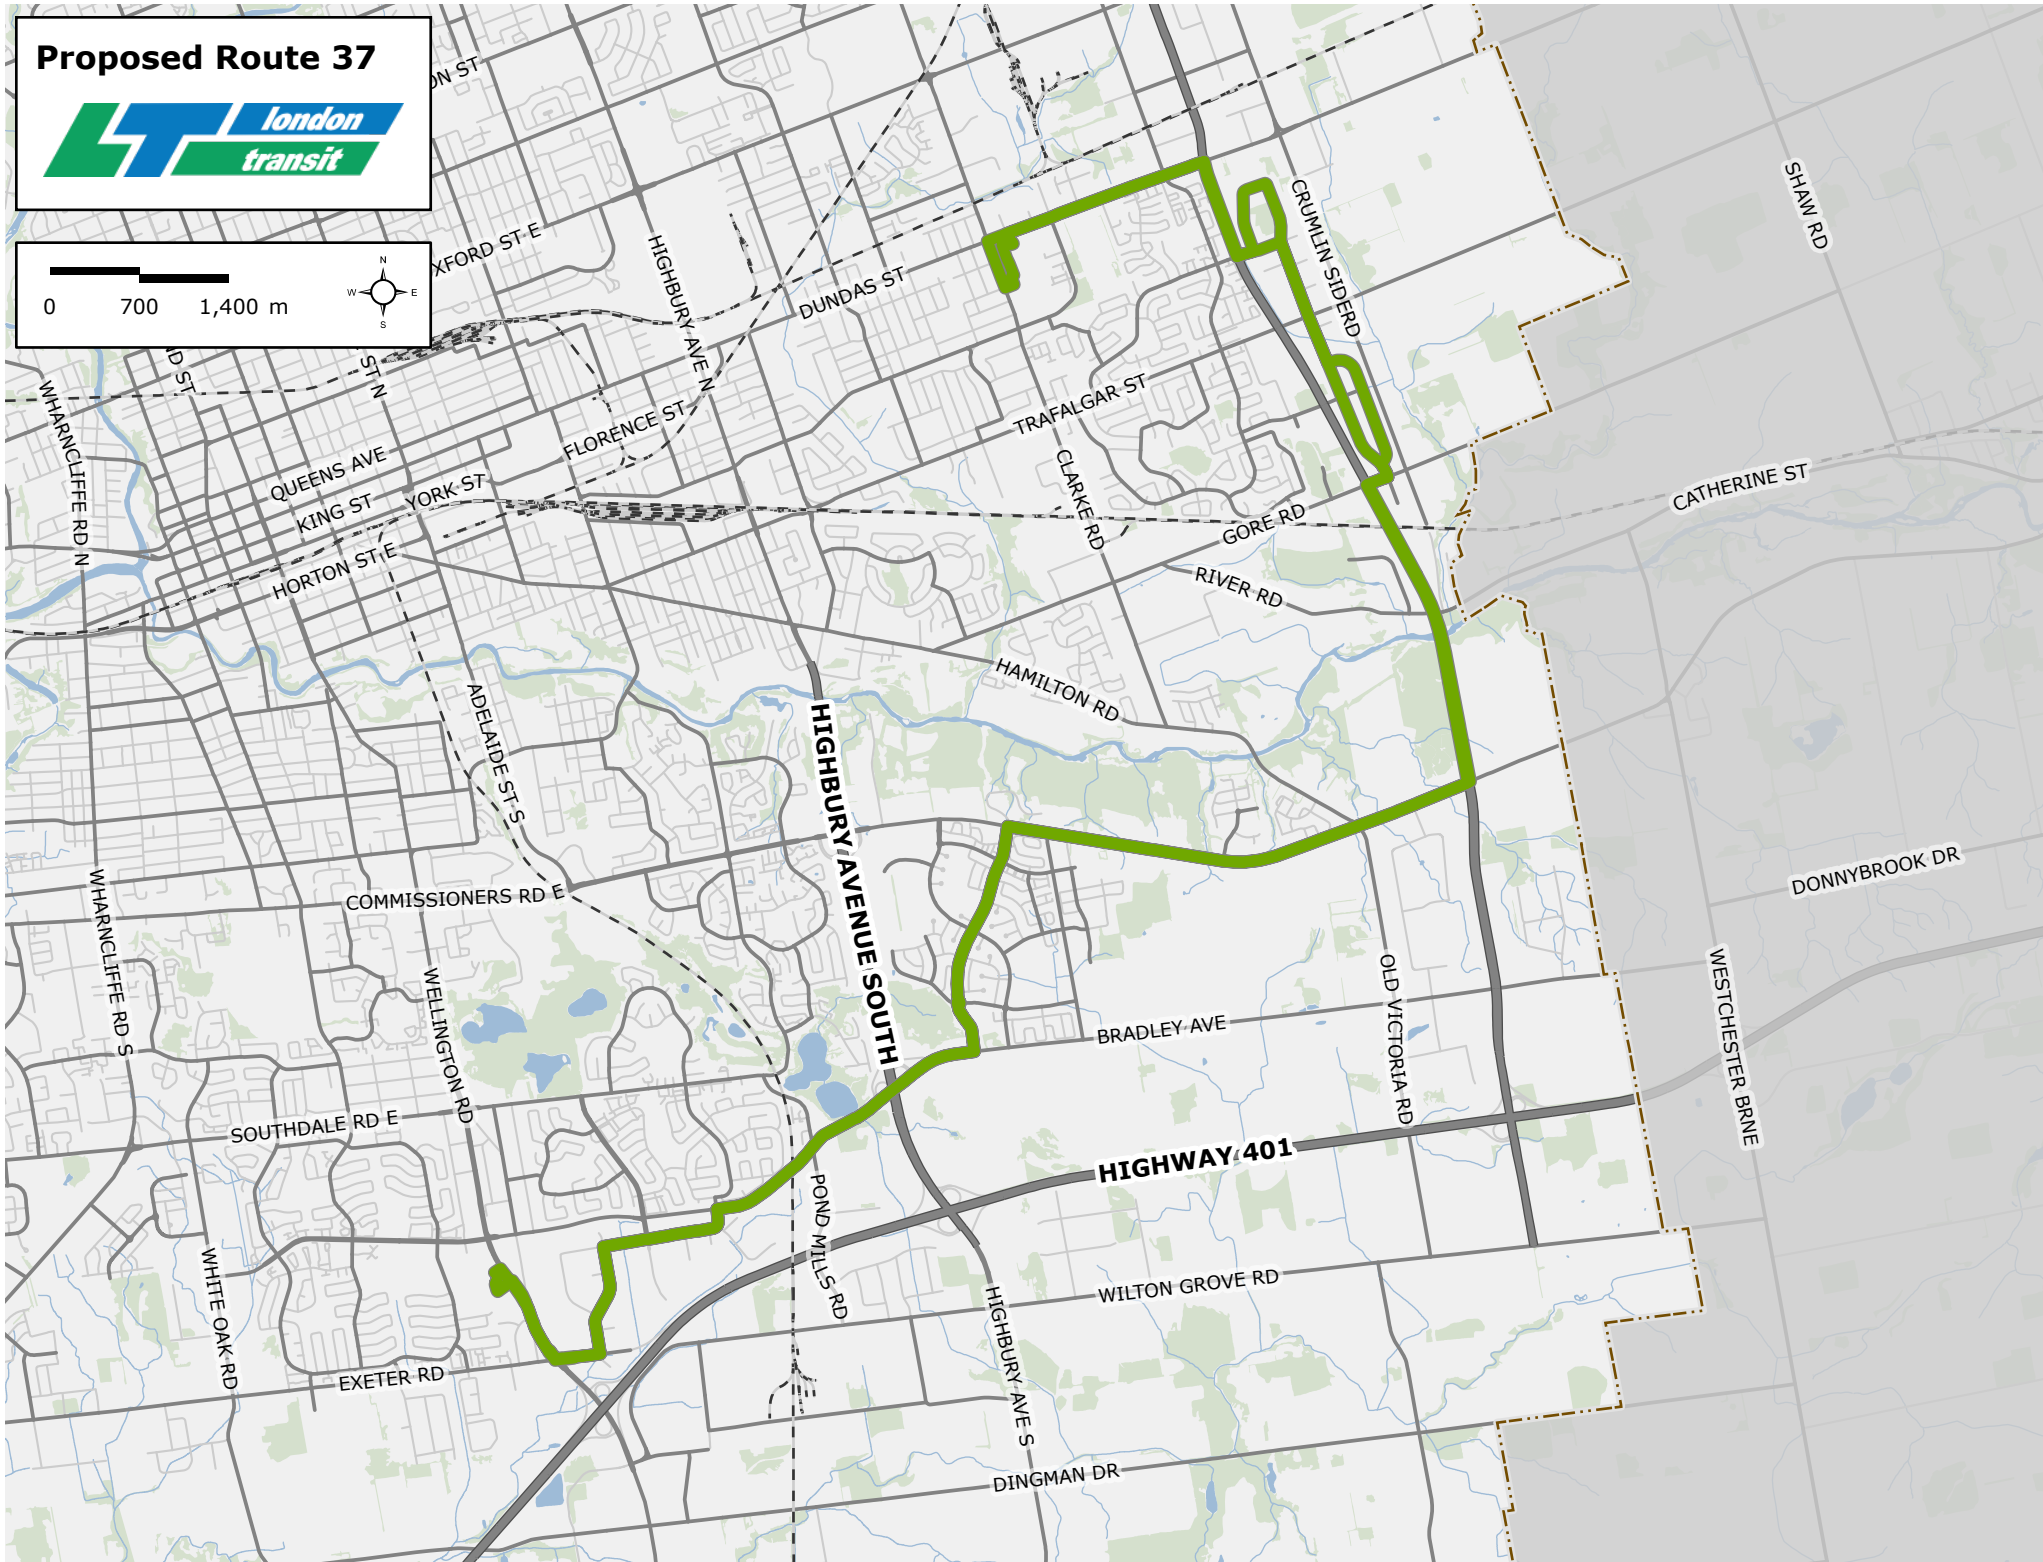 Proposed Route 37
london
transit
0 700 1,400 m
N
W E
S
ON ST
XFORD ST E
HIGHBURY AVE N
DUNDAS ST
CRUMLIN SIDERD
SHAW RD
ND ST
ST N
WHARNCLIFFE RD N
FLORENCE ST
TRAFALGAR ST
QUEENS AVE
KING ST
YORK ST
CLARKE RD
CATHERINE ST
GORE RD
HORTON ST E
RIVER RD
HAMILTON RD
ADELAIDE ST S
HIGHBURY AVENUE SOUTH
COMMISSIONERS RD E
WHARNCLIFFE RD S
DONNYBROOK DR
WELLINGTON RD
OLD VICTORIA RD
WESTCHESTER BRNE
BRADLEY AVE
SOUTHDALE RD E
HIGHWAY 401
POND MILLS RD
WHITE OAK RD
WILTON GROVE RD
HIGHBURY AVE S
EXETER RD
DINGMAN DR